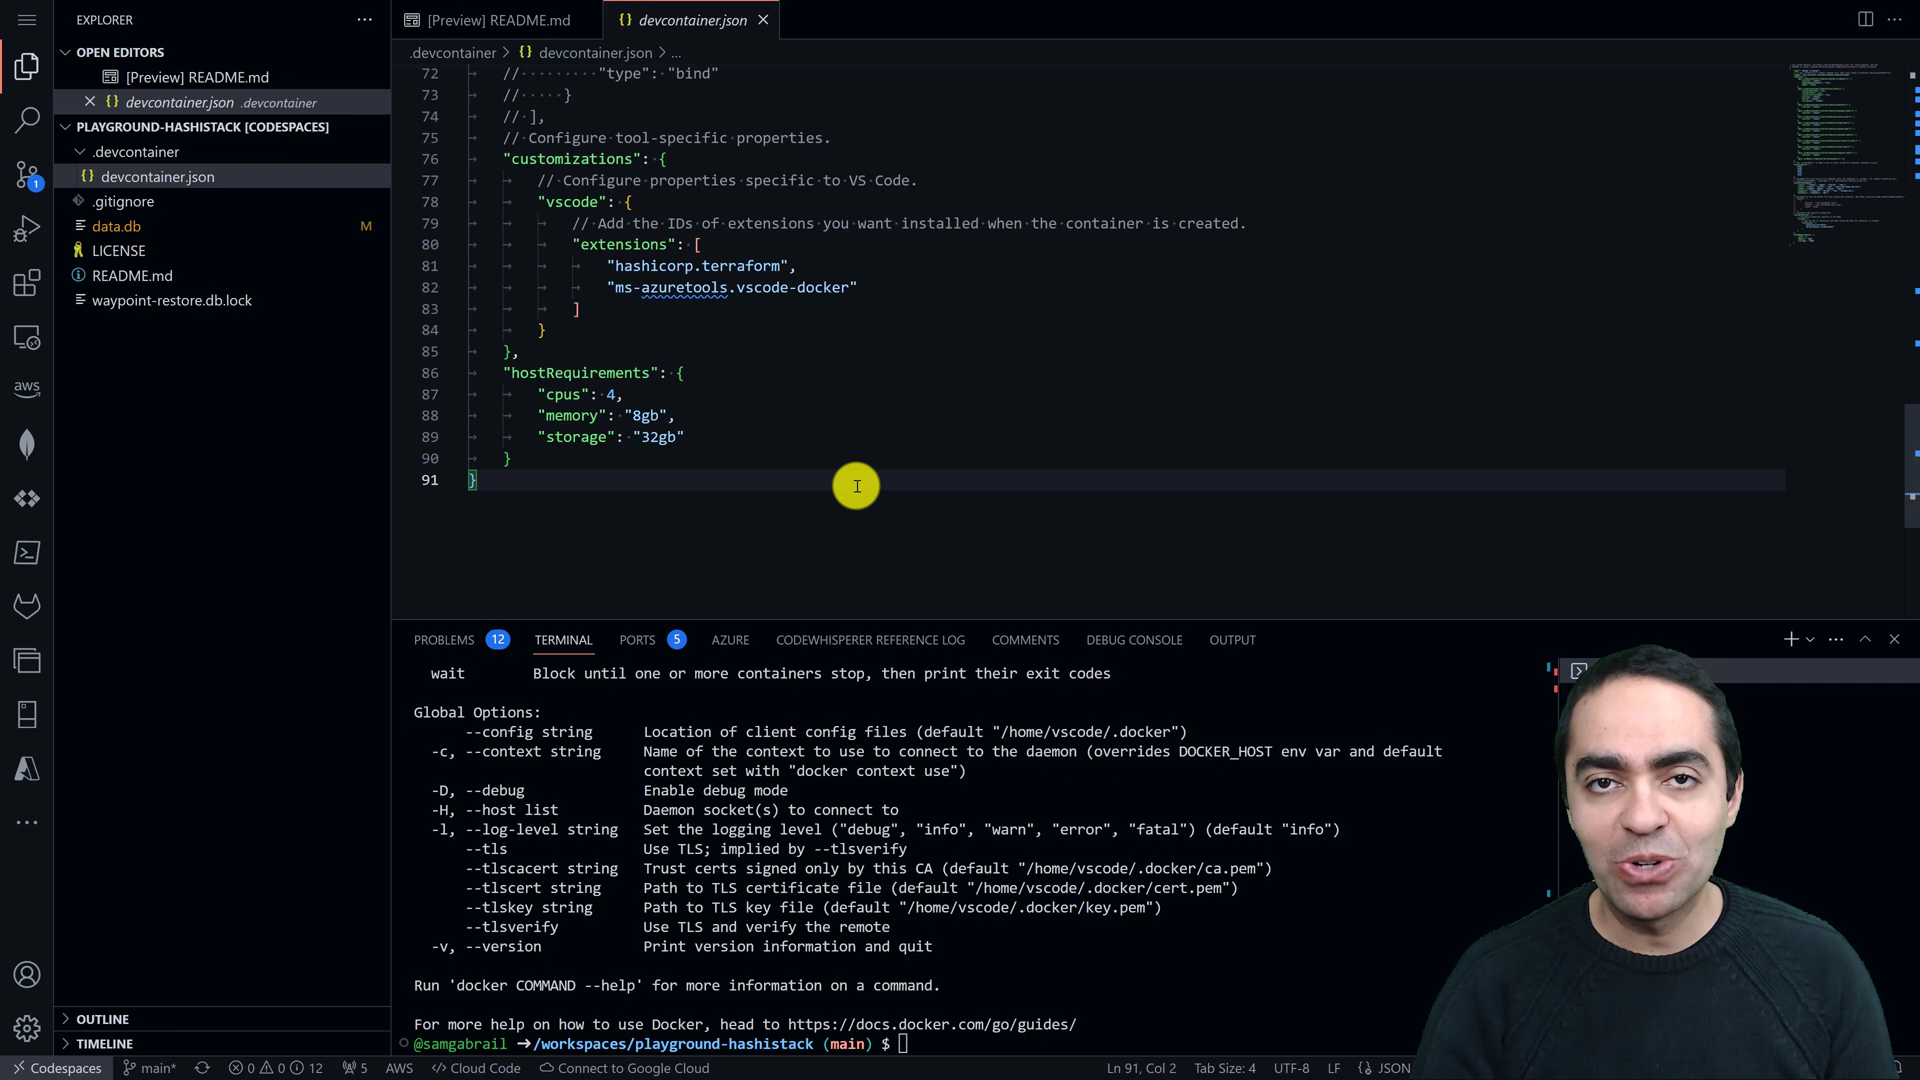 EXPLORER
OPEN EDITORS
[Preview] README.md
devcontainer.json .devcontainer
PLAYGROUND-HASHISTACK [CODESPACES]
.devcontainer
{} devcontainer.json
.gitignore
data.db M
LICENSE
README.md
waypoint-restore.db.lock
OUTLINE
TIMELINE
1
aws
[Preview] README.md
{} devcontainer.json
.devcontainer > {} devcontainer.json > ...
72 // "type": "bind"
73 // }
74 // ],
75 // Configure tool-specific properties.
76 "customizations": {
77 // Configure properties specific to VS Code.
78 "vscode": {
79 // Add the IDs of extensions you want installed when the container is created.
80 "extensions": [
81 "hashicorp.terraform",
82 "ms-azuretools.vscode-docker"
83 ]
84 }
85 },
86 "hostRequirements": {
87 "cpus": 4,
88 "memory": "8gb",
89 "storage": "32gb"
90 }
91 }
PROBLEMS 12 TERMINAL PORTS 5 AZURE CODEWHISPERER REFERENCE LOG COMMENTS DEBUG CONSOLE OUTPUT
wait Block until one or more containers stop, then print their exit codes
Global Options:
--config string Location of client config files (default "/home/vscode/.docker")
-c, --context string Name of the context to use to connect to the daemon (overrides DOCKER_HOST env var and default
context set with "docker context use")
-D, --debug Enable debug mode
-H, --host list Daemon socket(s) to connect to
-l, --log-level string Set the logging level ("debug", "info", "warn", "error", "fatal") (default "info")
--tls Use TLS; implied by --tlsverify
--tlscacert string Trust certs signed only by this CA (default "/home/vscode/.docker/ca.pem")
--tlscert string Path to TLS certificate file (default "/home/vscode/.docker/cert.pem")
--tlskey string Path to TLS key file (default "/home/vscode/.docker/key.pem")
--tlsverify Use TLS and verify the remote
-v, --version Print version information and quit
Run 'docker COMMAND --help' for more information on a command.
For more help on how to use Docker, head to https://docs.docker.com/go/guides/
@samgabrail ➜/workspaces/playground-hashistack (main) $
Codespaces main* 0 0 12 5 AWS </> Cloud Code Connect to Google Cloud Ln 91, Col 2 Tab Size: 4 UTF-8 LF {} JSON